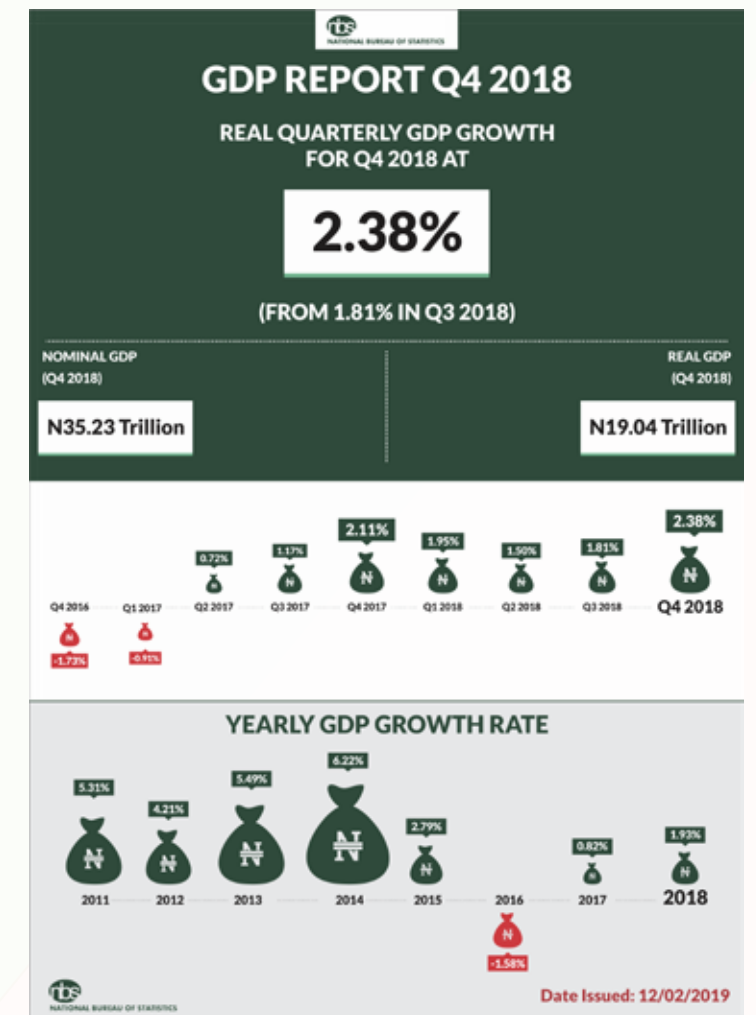 nbs
NATIONAL BUREAU OF STATISTICS
GDP REPORT Q4 2018
REAL QUARTERLY GDP GROWTH
FOR Q4 2018 AT
2.38%
(FROM 1.81% IN Q3 2018)
NOMINAL GDP
(Q4 2018)
N35.23 Trillion
REAL GDP
(Q4 2018)
N19.04 Trillion
0.72% 1.17% 2.11% 1.95% 1.50% 1.81% 2.38%
₦ ₦ ₦ ₦ ₦ ₦ ₦
Q4 2016 Q1 2017 Q2 2017 Q3 2017 Q4 2017 Q1 2018 Q2 2018 Q3 2018 Q4 2018
₦ ₦
-1.73% -0.91%
YEARLY GDP GROWTH RATE
5.31% 4.21% 5.49% 6.22% 2.79% 0.82% 1.93%
₦ ₦ ₦ ₦ ₦ ₦ ₦
2011 2012 2013 2014 2015 2016 2017 2018
₦
-1.58%
nbs
NATIONAL BUREAU OF STATISTICS
Date Issued: 12/02/2019